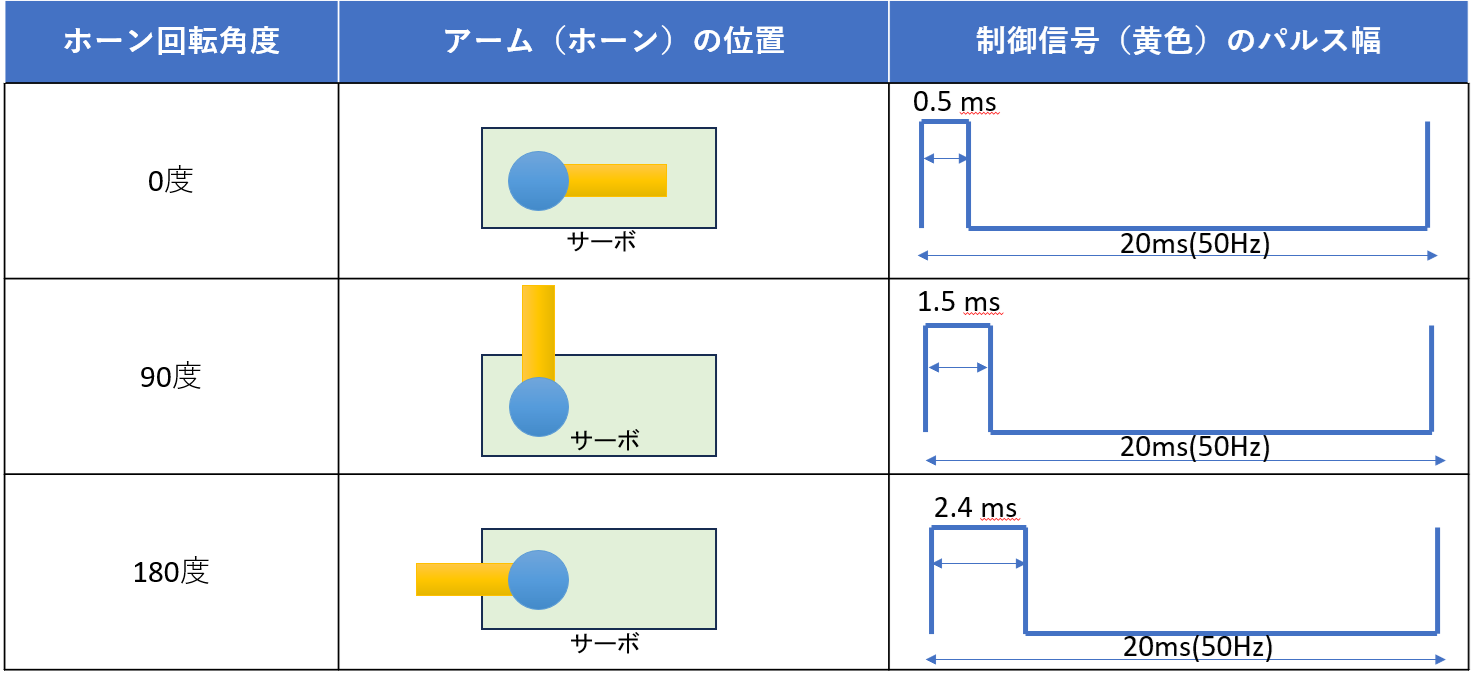 ホーン回転角度
アーム（ホーン）の位置
制御信号（黄色）のパルス幅
0度
サーボ
0.5 ms
20ms(50Hz)
90度
サーボ
1.5 ms
20ms(50Hz)
180度
サーボ
2.4 ms
20ms(50Hz)